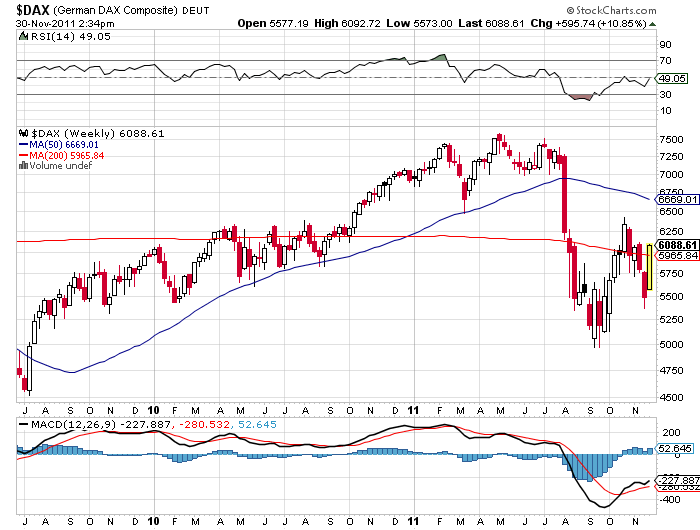 $DAX (German DAX Composite) DEUT
© StockCharts.com
30-Nov-2011 2:34pm
Open 5577.19 High 6092.72 Low 5573.00 Last 6088.61 Chg +595.74 (+10.85%)
RSI(14) 49.05
90
70
49.05
30
10
$DAX (Weekly) 6088.61
MA(50) 6669.01
MA(200) 5965.84
Volume undef
7500
7250
7000
6750
6669.01
6500
6250
6088.61
5965.84
5750
5500
5250
5000
4750
4500
J A S O N D 10 F M A M J J A S O N D 11 F M A M J J A S O N
MACD(12,26,9) -227.887, -280.532, 52.645
200
52.645
-227.887
-280.532
-400
J A S O N D 10 F M A M J J A S O N D 11 F M A M J J A S O N